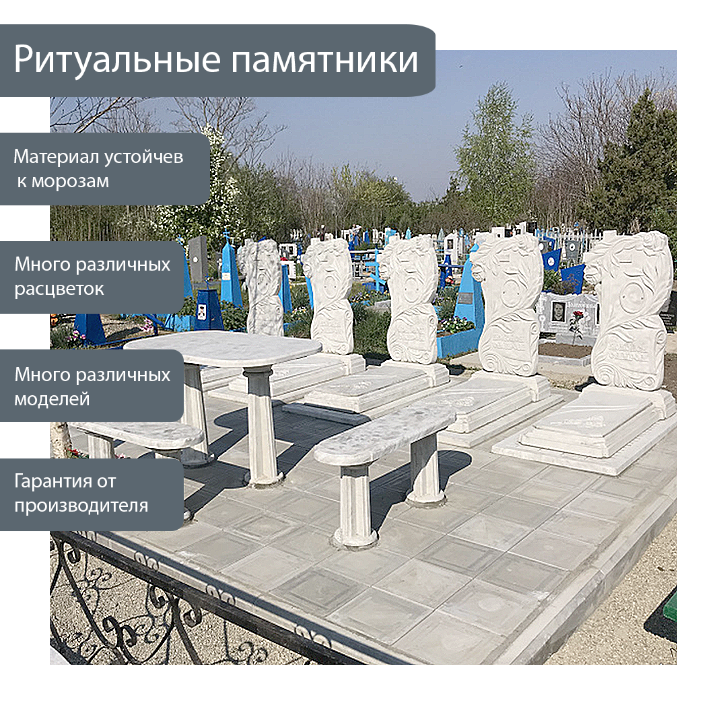 Ритуальные памятники
Материал устойчев
к морозам
Много различных
расцветок
Много различных
моделей
Гарантия от
производителя